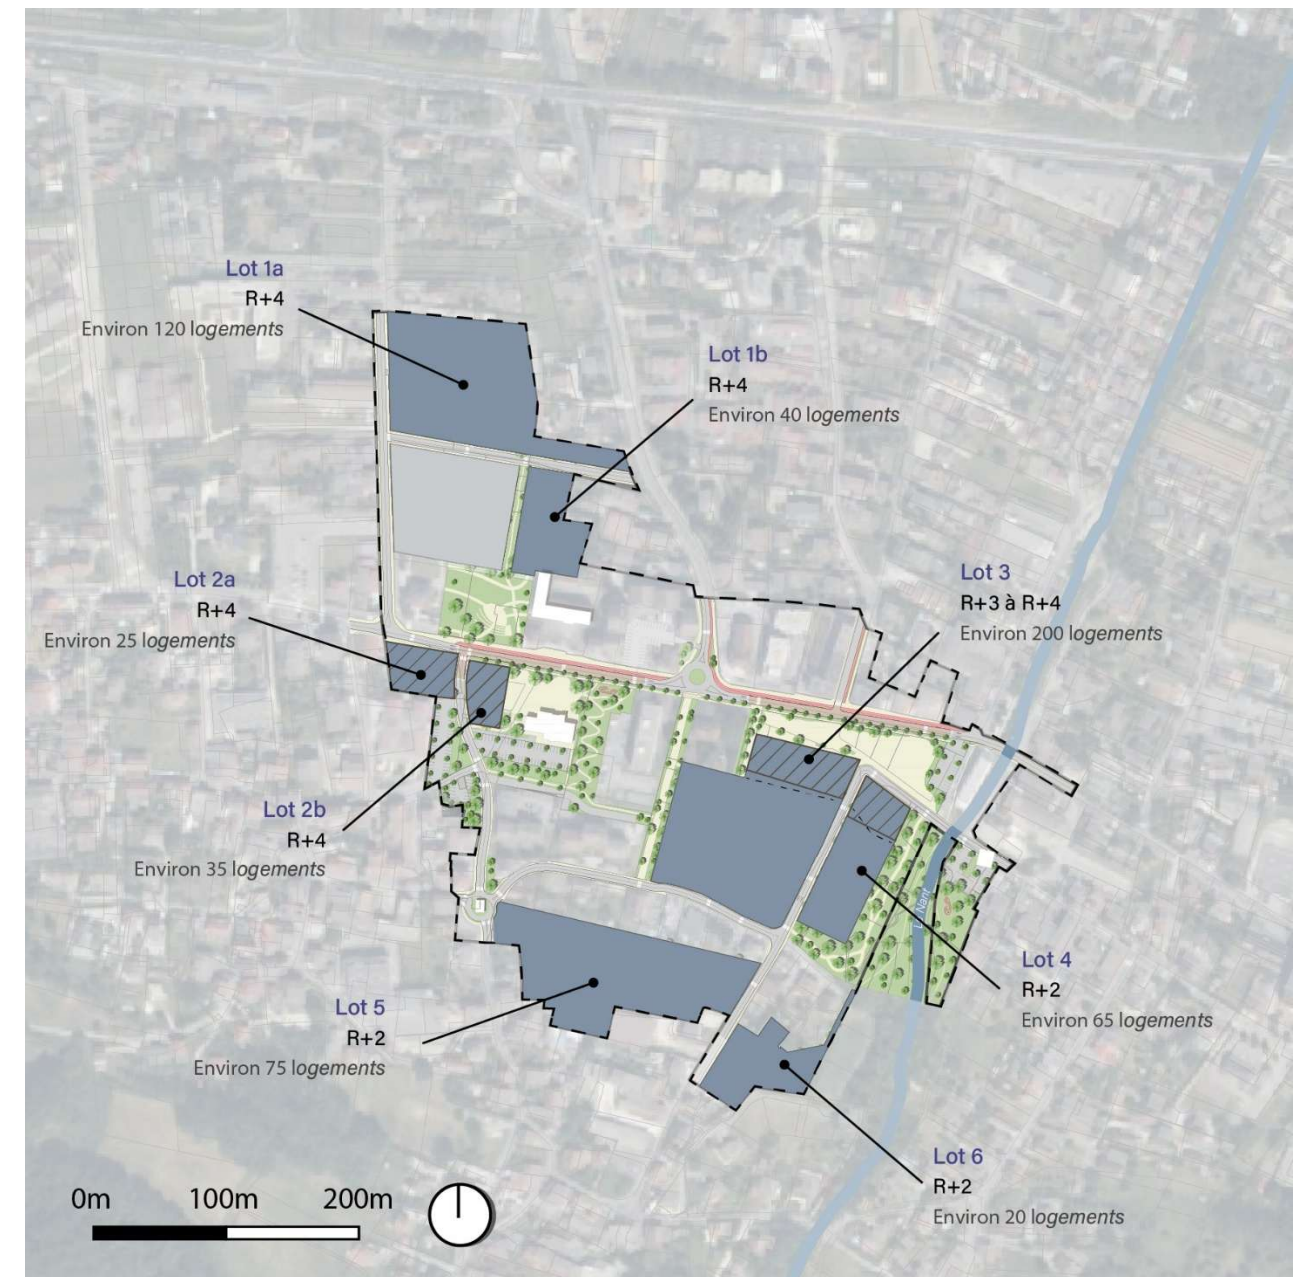 Lot 1a
R+4
Environ 120 logements
Lot 1b
R+4
Environ 40 logements
Lot 2a
R+4
Environ 25 logements
Lot 3
R+3 à R+4
Environ 200 logements
Lot 2b
R+4
Environ 35 logements
Lot 4
R+2
Environ 65 logements
Lot 5
R+2
Environ 75 logements
Lot 6
R+2
Environ 20 logements
0m 100m 200m